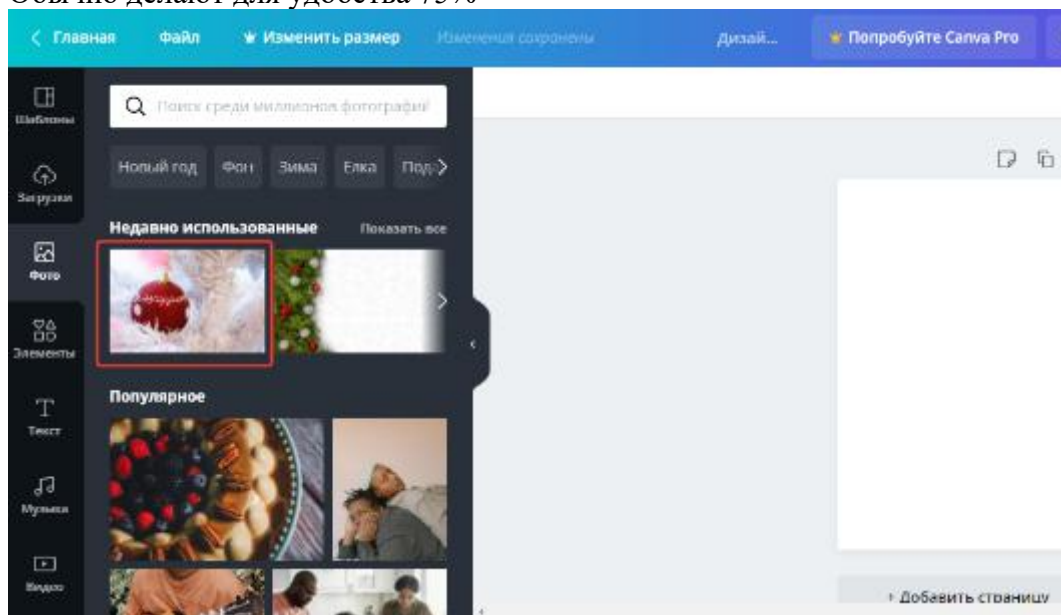 Обычно делают для удобства 75%
Главная Файл Изменить размер Изменения сохранены Дизай... Попробуйте Canva Pro
Шаблоны
Поиск среди миллионов фотографий
Новый год Фон Зима Елка
Загрузки
Недавно использованные Показать все
Фото
Элементы
Популярное
Текст
Музыка
Видео
+ Добавить страницу